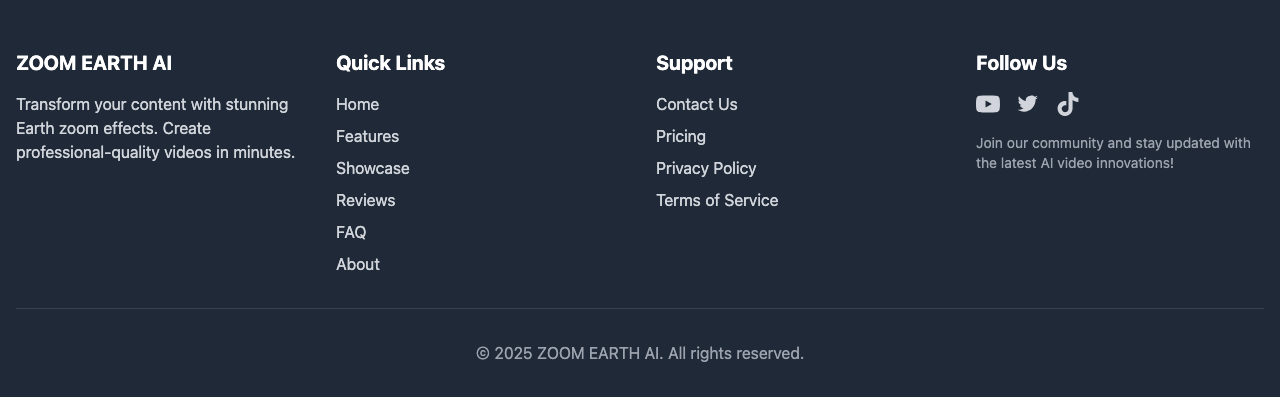 ZOOM EARTH AI
Transform your content with stunning
Earth zoom effects. Create
professional-quality videos in minutes.
Quick Links
Home
Features
Showcase
Reviews
FAQ
About
Support
Contact Us
Pricing
Privacy Policy
Terms of Service
Follow Us
Join our community and stay updated with
the latest AI video innovations!
© 2025 ZOOM EARTH AI. All rights reserved.